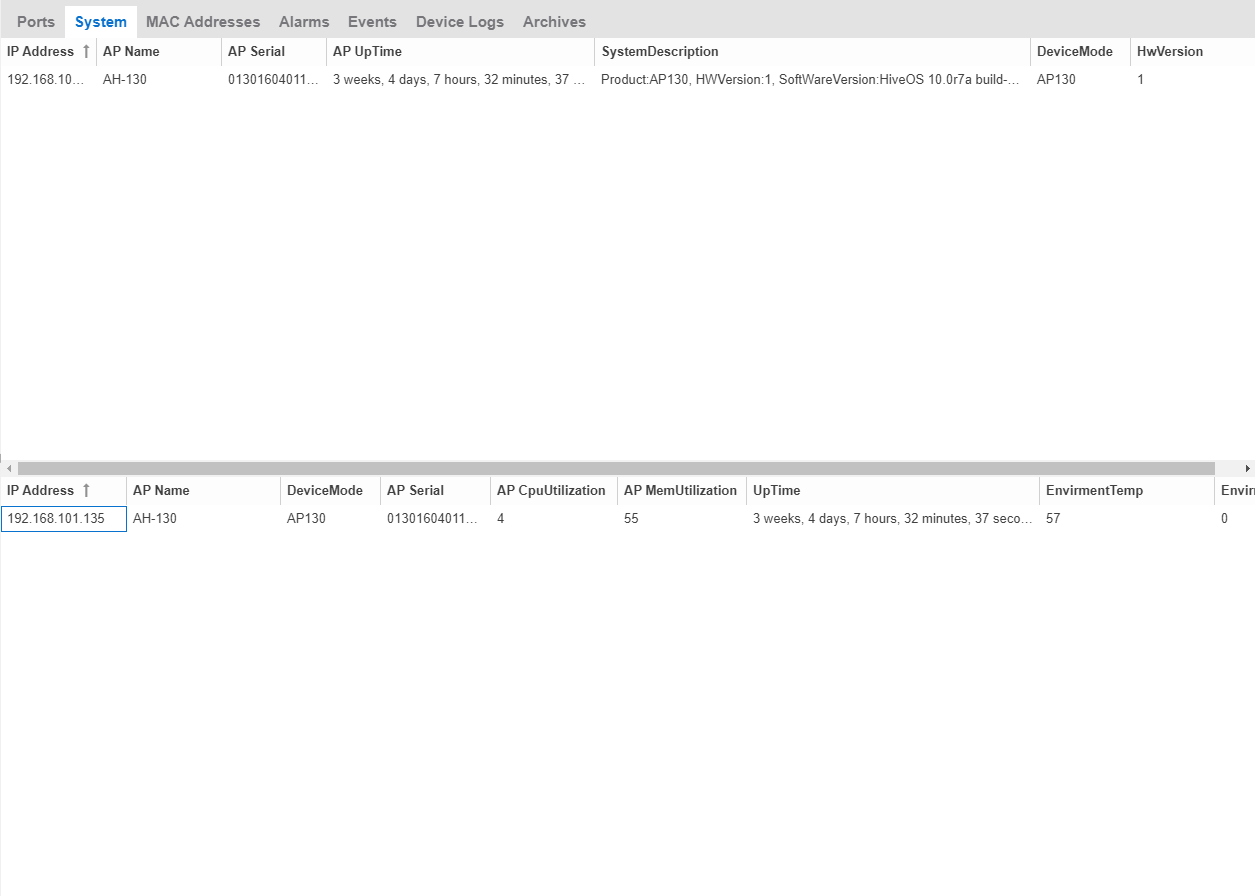 Ports System MAC Addresses Alarms Events Device Logs Archives
IP Address AP Name AP Serial AP UpTime SystemDescription DeviceMode HwVersion
192.168.10... AH-130 01301604011... 3 weeks, 4 days, 7 hours, 32 minutes, 37 ... Product:AP130, HWVersion:1, SoftWareVersion:HiveOS 10.0r7a build-... AP130 1
IP Address AP Name DeviceMode AP Serial AP CpuUtilization AP MemUtilization UpTime EnvirmentTemp Envir
192.168.101.135 AH-130 AP130 01301604011... 4 55 3 weeks, 4 days, 7 hours, 32 minutes, 37 seco... 57 0